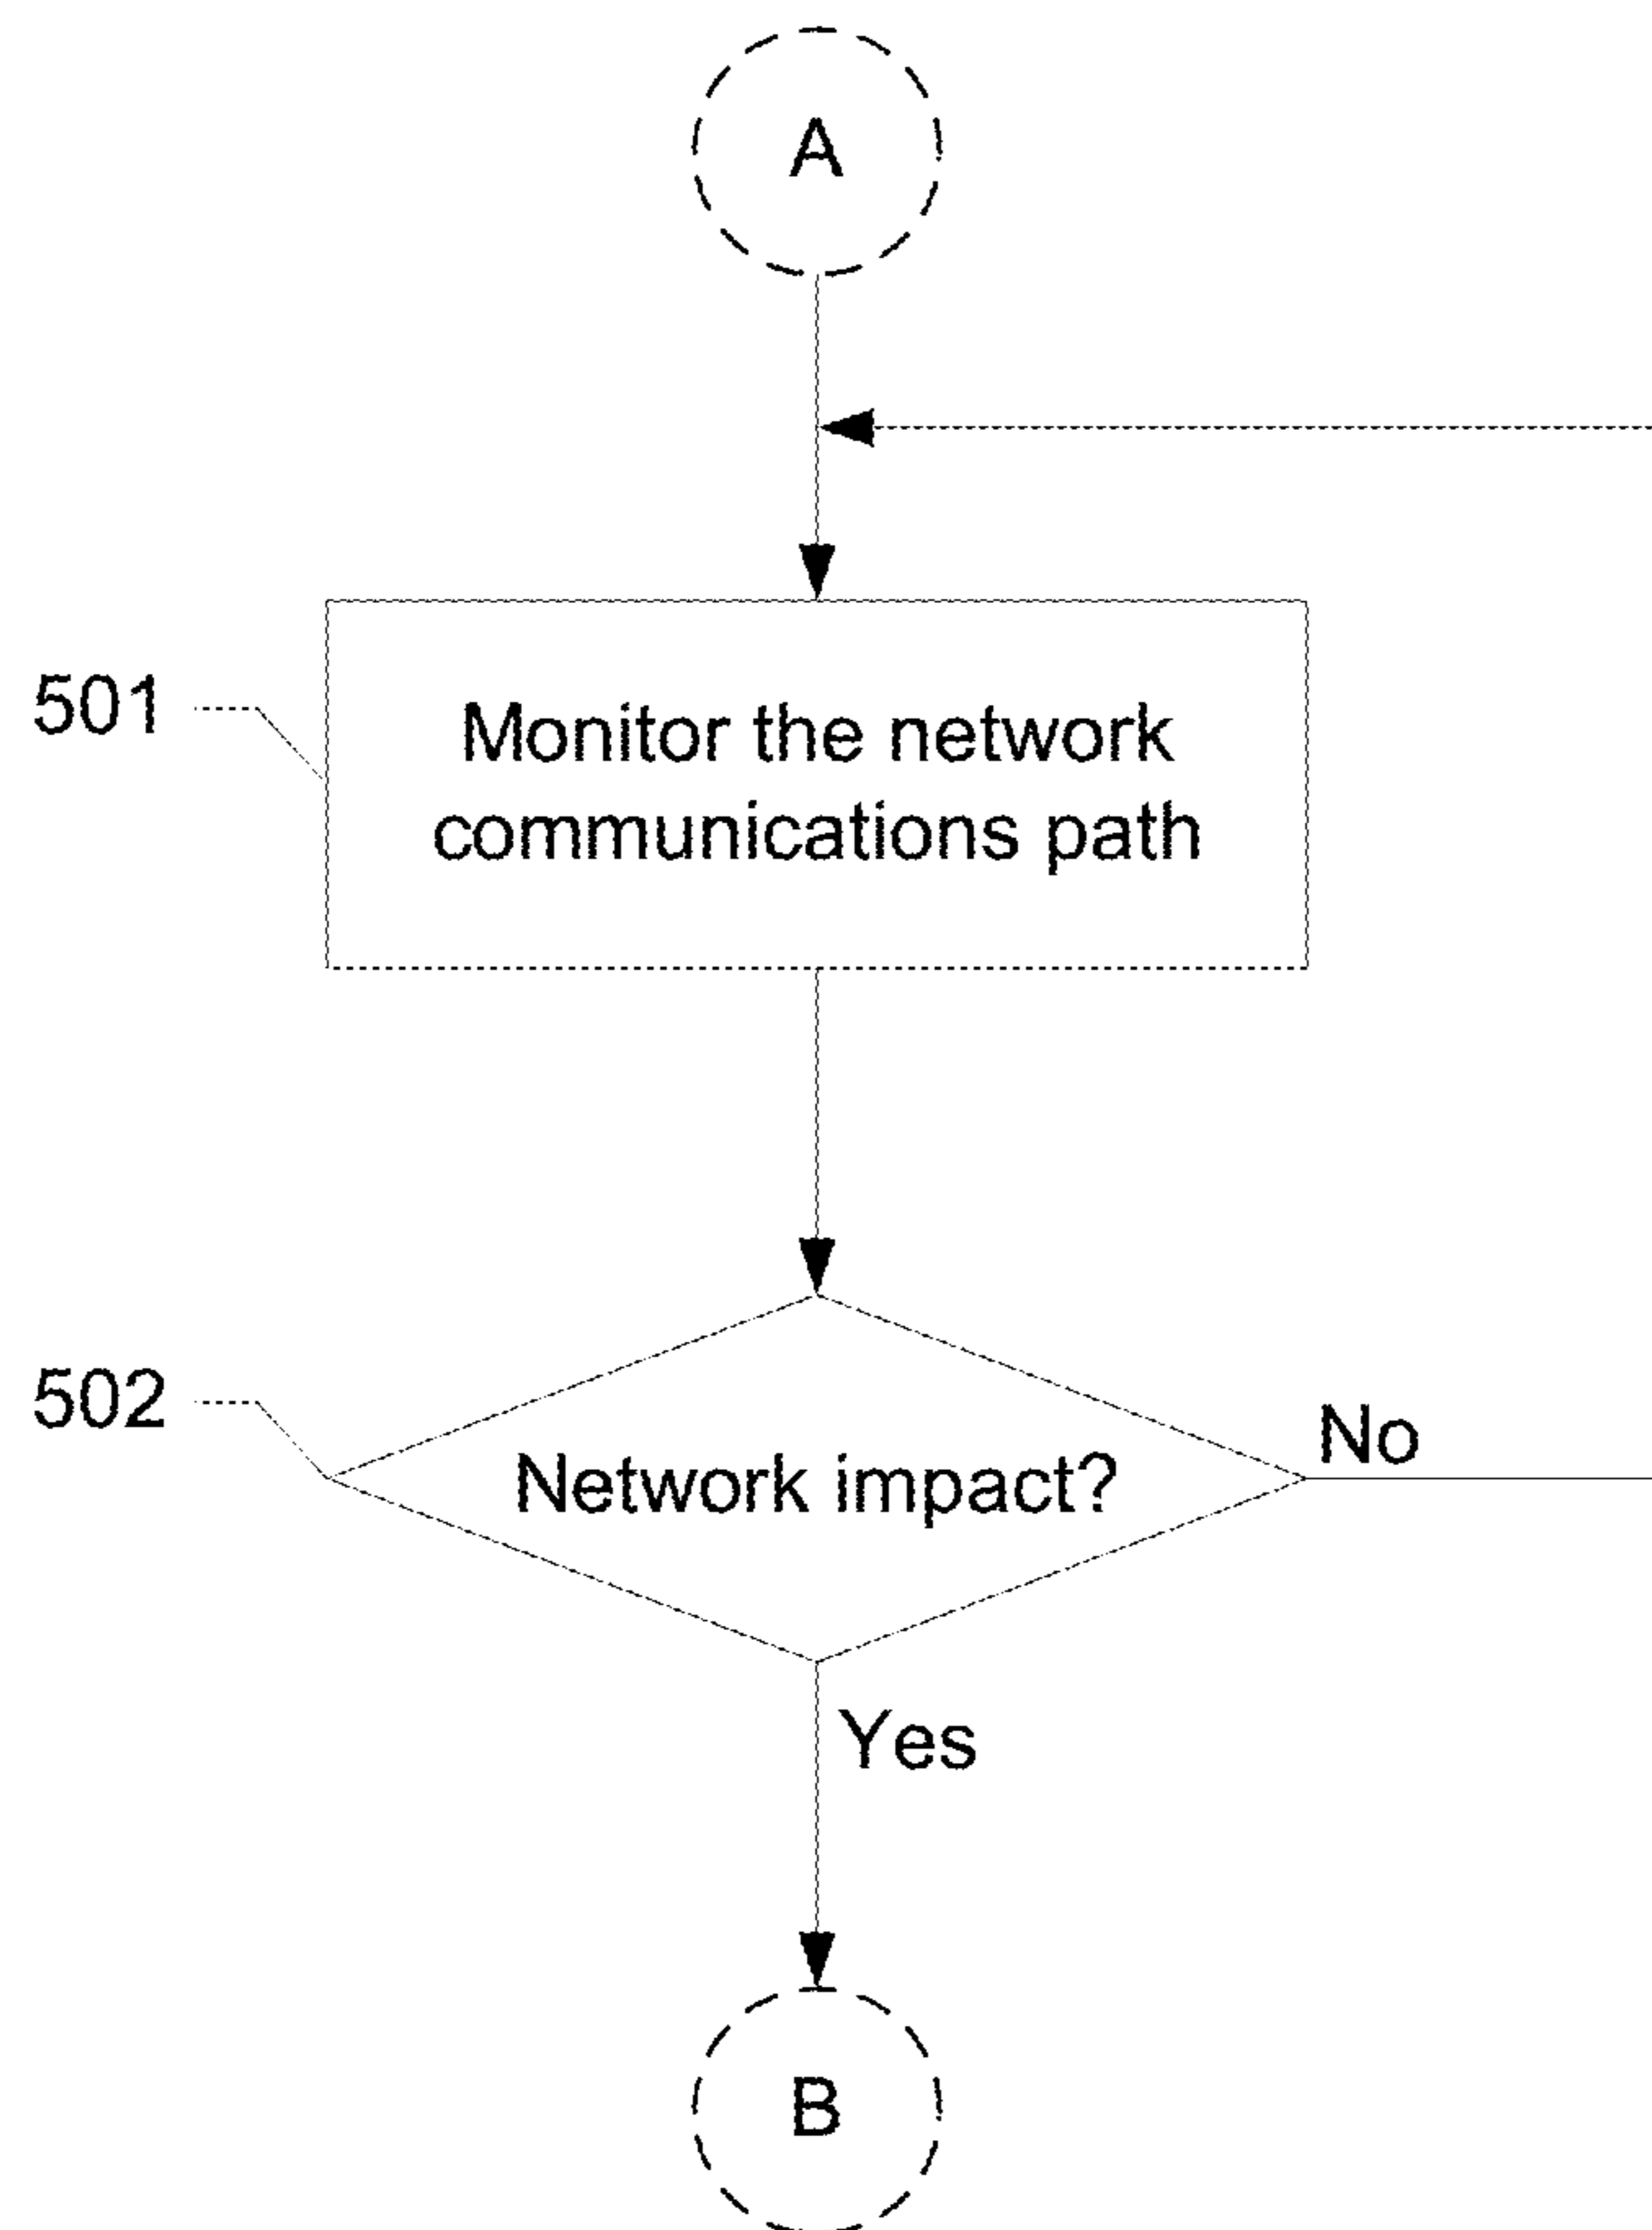 A
501
Monitor the network
communications path
502
Network impact?
No
Yes
B